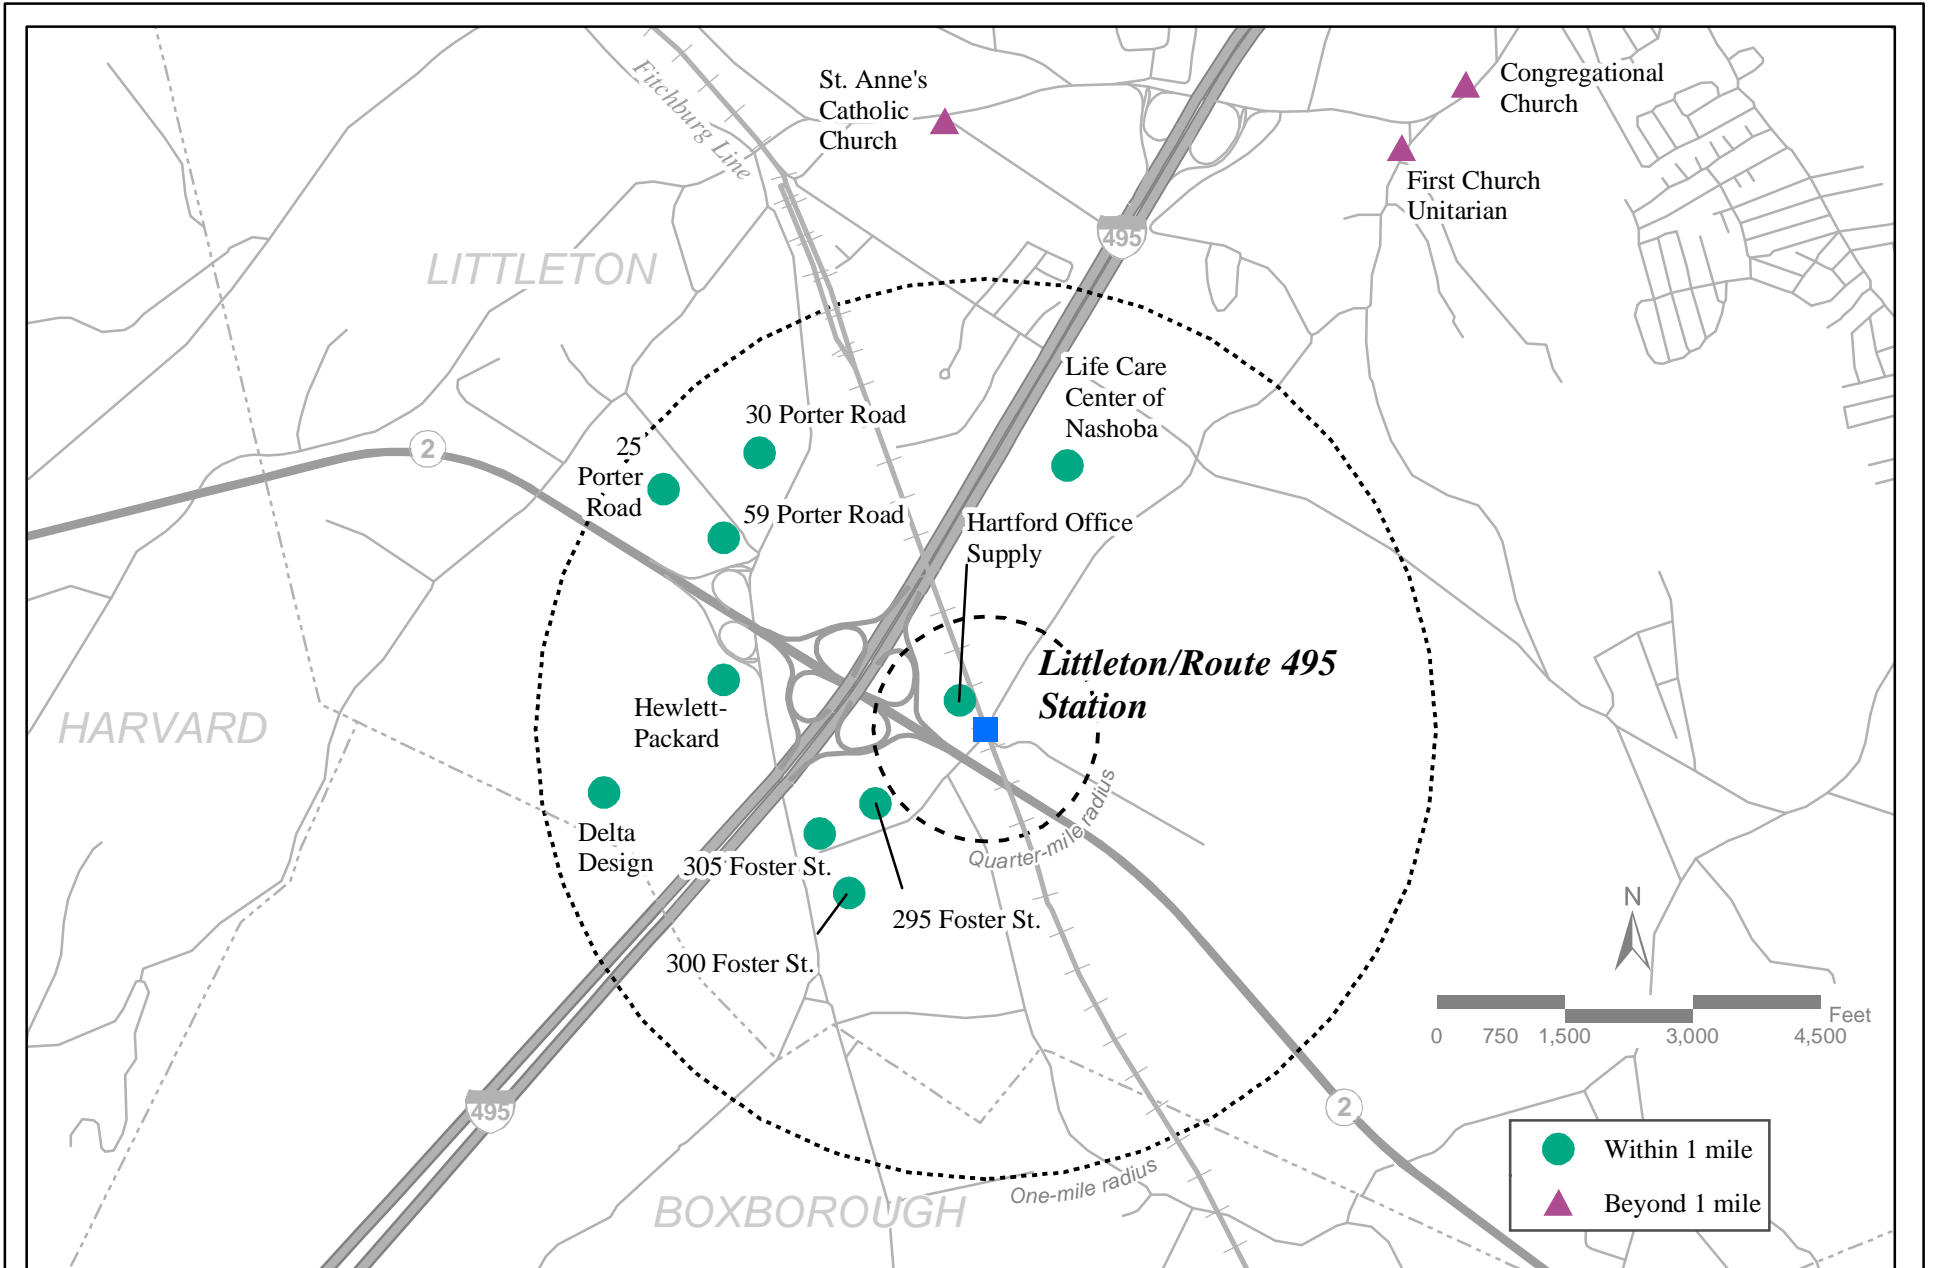 Fitchburg Line
St. Anne's
Catholic
Church
Congregational
Church
First Church
Unitarian
495
LITTLETON
Life Care
Center of
Nashoba
30 Porter Road
2
25
Porter
Road
59 Porter Road
Hartford Office
Supply
Littleton/Route 495
Station
Hewlett-
Packard
HARVARD
Quarter-mile radius
Delta
Design
305 Foster St.
295 Foster St.
300 Foster St.
N
Feet
0 750 1,500 3,000 4,500
495
2
Within 1 mile
Beyond 1 mile
One-mile radius
BOXBOROUGH